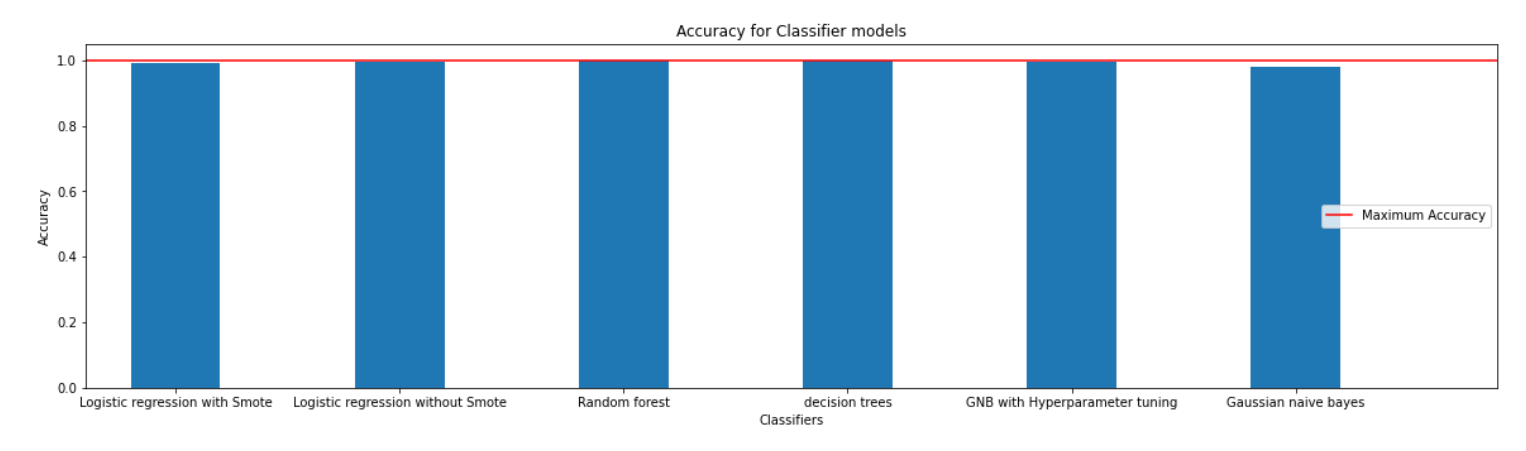 Accuracy for Classifier models
1.0
0.8
0.6
0.4
0.2
0.0
Accuracy
Maximum Accuracy
Logistic regression with Smote
Logistic regression without Smote
Random forest
decision trees
GNB with Hyperparameter tuning
Gaussian naive bayes
Classifiers